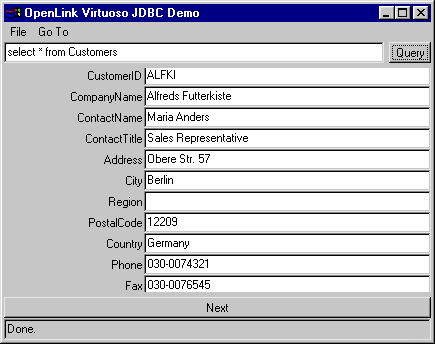 OpenLink Virtuoso JDBC Demo
File Go To
select * from Customers Query
CustomerID ALFKI
CompanyName Alfreds Futterkiste
ContactName Maria Anders
ContactTitle Sales Representative
Address Obere Str. 57
City Berlin
Region
PostalCode 12209
Country Germany
Phone 030-0074321
Fax 030-0076545
Next
Done.